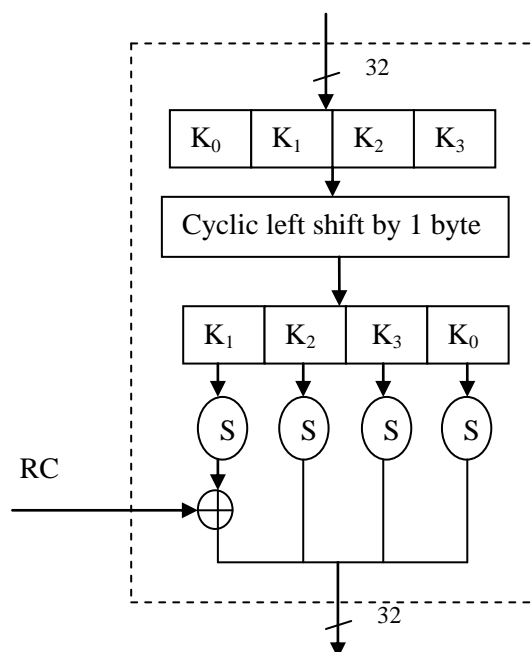 32
K₀ K₁ K₂ K₃
Cyclic left shift by 1 byte
K₁ K₂ K₃ K₀
S S S S
RC
32